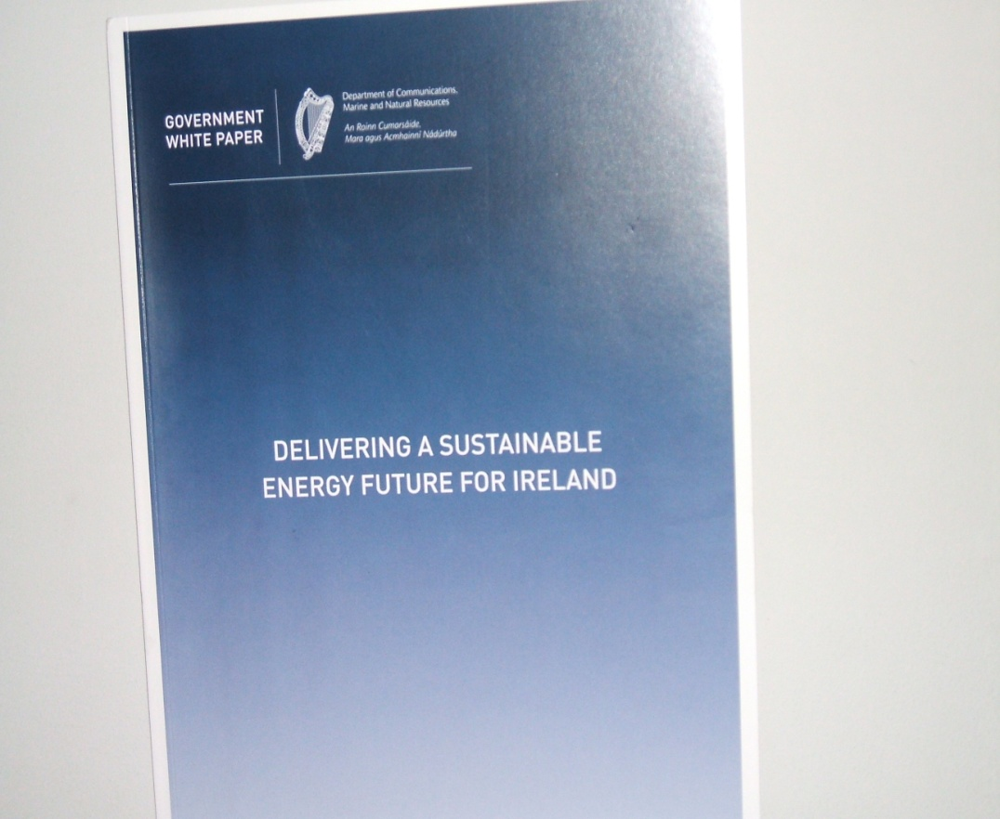 GOVERNMENT
WHITE PAPER
Department of Communications,
Marine and Natural Resources
An Roinn Cumarsáide,
Mara agus Acmhainní Nádúrtha
DELIVERING A SUSTAINABLE
ENERGY FUTURE FOR IRELAND